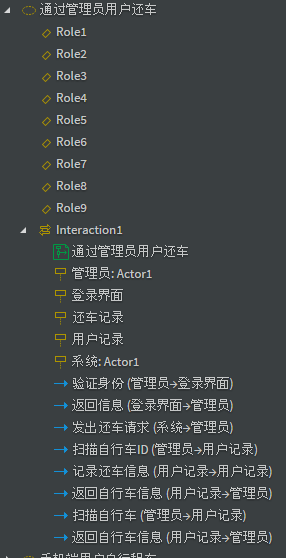 通过管理员用户还车
Role1
Role2
Role3
Role4
Role5
Role6
Role7
Role8
Role9
Interaction1
通过管理员用户还车
管理员: Actor1
登录界面
还车记录
用户记录
系统: Actor1
验证身份 (管理员→登录界面)
返回信息 (登录界面→管理员)
发出还车请求 (系统→管理员)
扫描自行车ID (管理员→用户记录)
记录还车信息 (用户记录→用户记录)
返回自行车信息 (用户记录→管理员)
扫描自行车 (管理员→用户记录)
返回自行车信息 (用户记录→管理员)